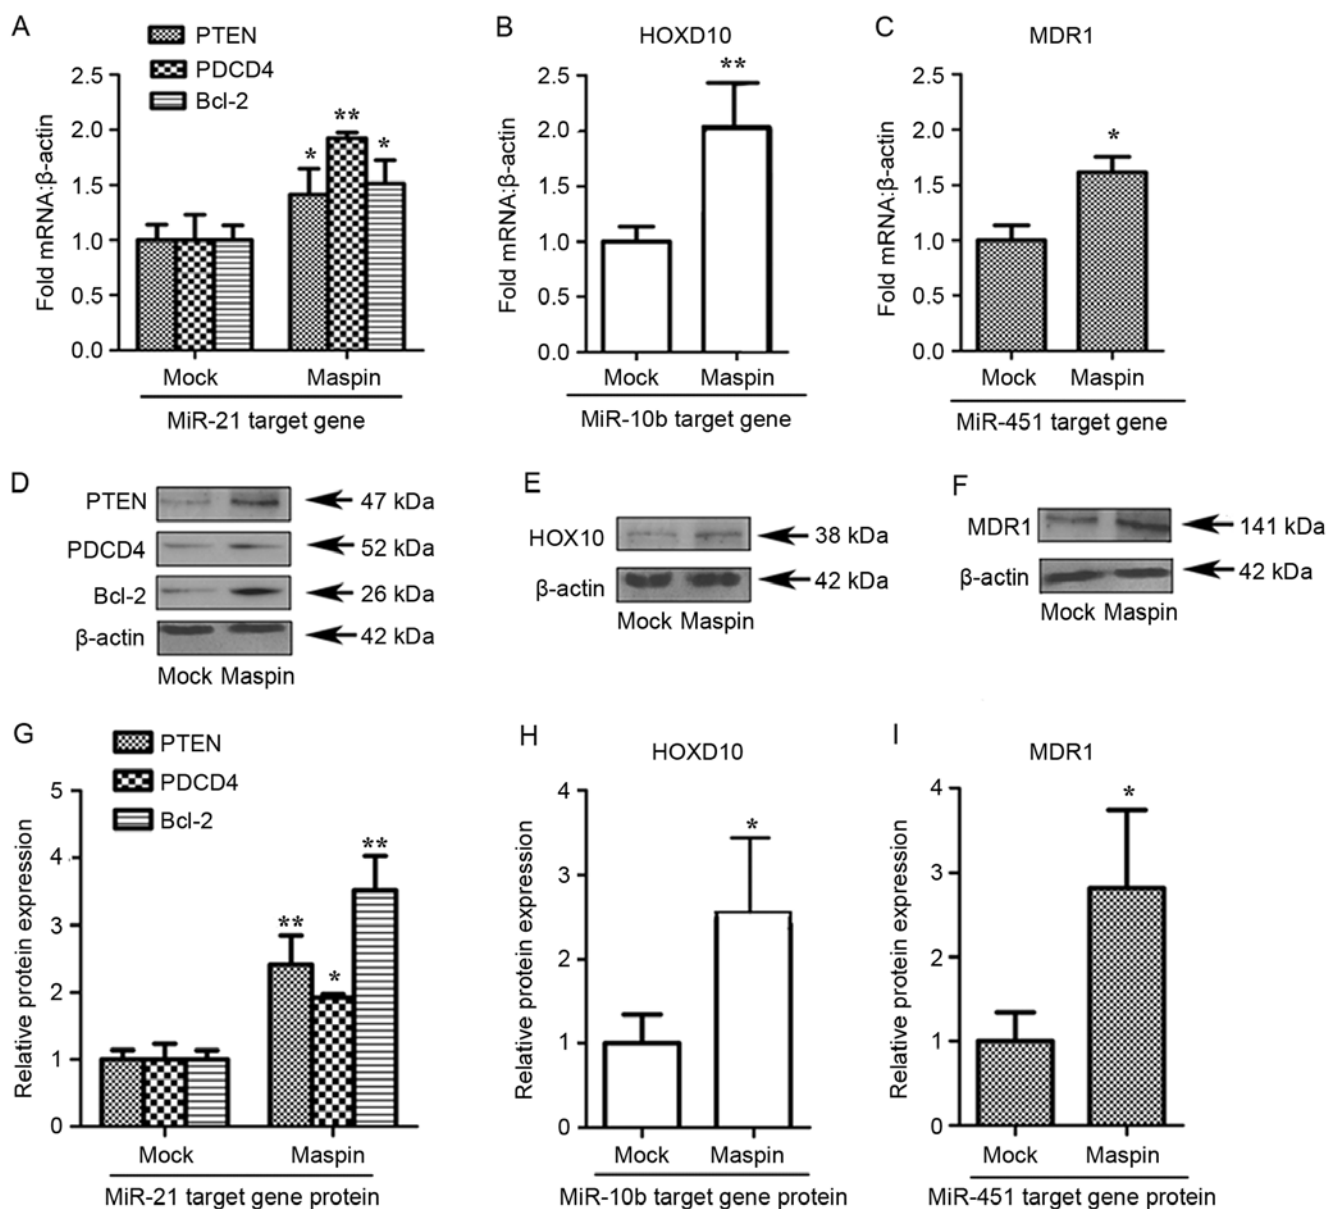 A
PTEN
PDCD4
Bcl-2
Fold mRNA:β-actin
2.5
2.0
1.5
1.0
0.5
0.0
*
**
*
Mock
Maspin
MiR-21 target gene
B
HOXD10
Fold mRNA:β-actin
2.5
2.0
1.5
1.0
0.5
0.0
**
Mock
Maspin
MiR-10b target gene
C
MDR1
Fold mRNA:β-actin
2.5
2.0
1.5
1.0
0.5
0.0
*
Mock
Maspin
MiR-451 target gene
D
PTEN 47 kDa
PDCD4 52 kDa
Bcl-2 26 kDa
β-actin 42 kDa
Mock Maspin
E
HOX10 38 kDa
β-actin 42 kDa
Mock Maspin
F
MDR1 141 kDa
β-actin 42 kDa
Mock Maspin
G
PTEN
PDCD4
Bcl-2
Relative protein expression
5
4
3
2
1
0
**
*
**
Mock
Maspin
MiR-21 target gene protein
H
HOXD10
Relative protein expression
4
3
2
1
0
*
Mock
Maspin
MiR-10b target gene protein
I
MDR1
Relative protein expression
4
3
2
1
0
*
Mock
Maspin
MiR-451 target gene protein